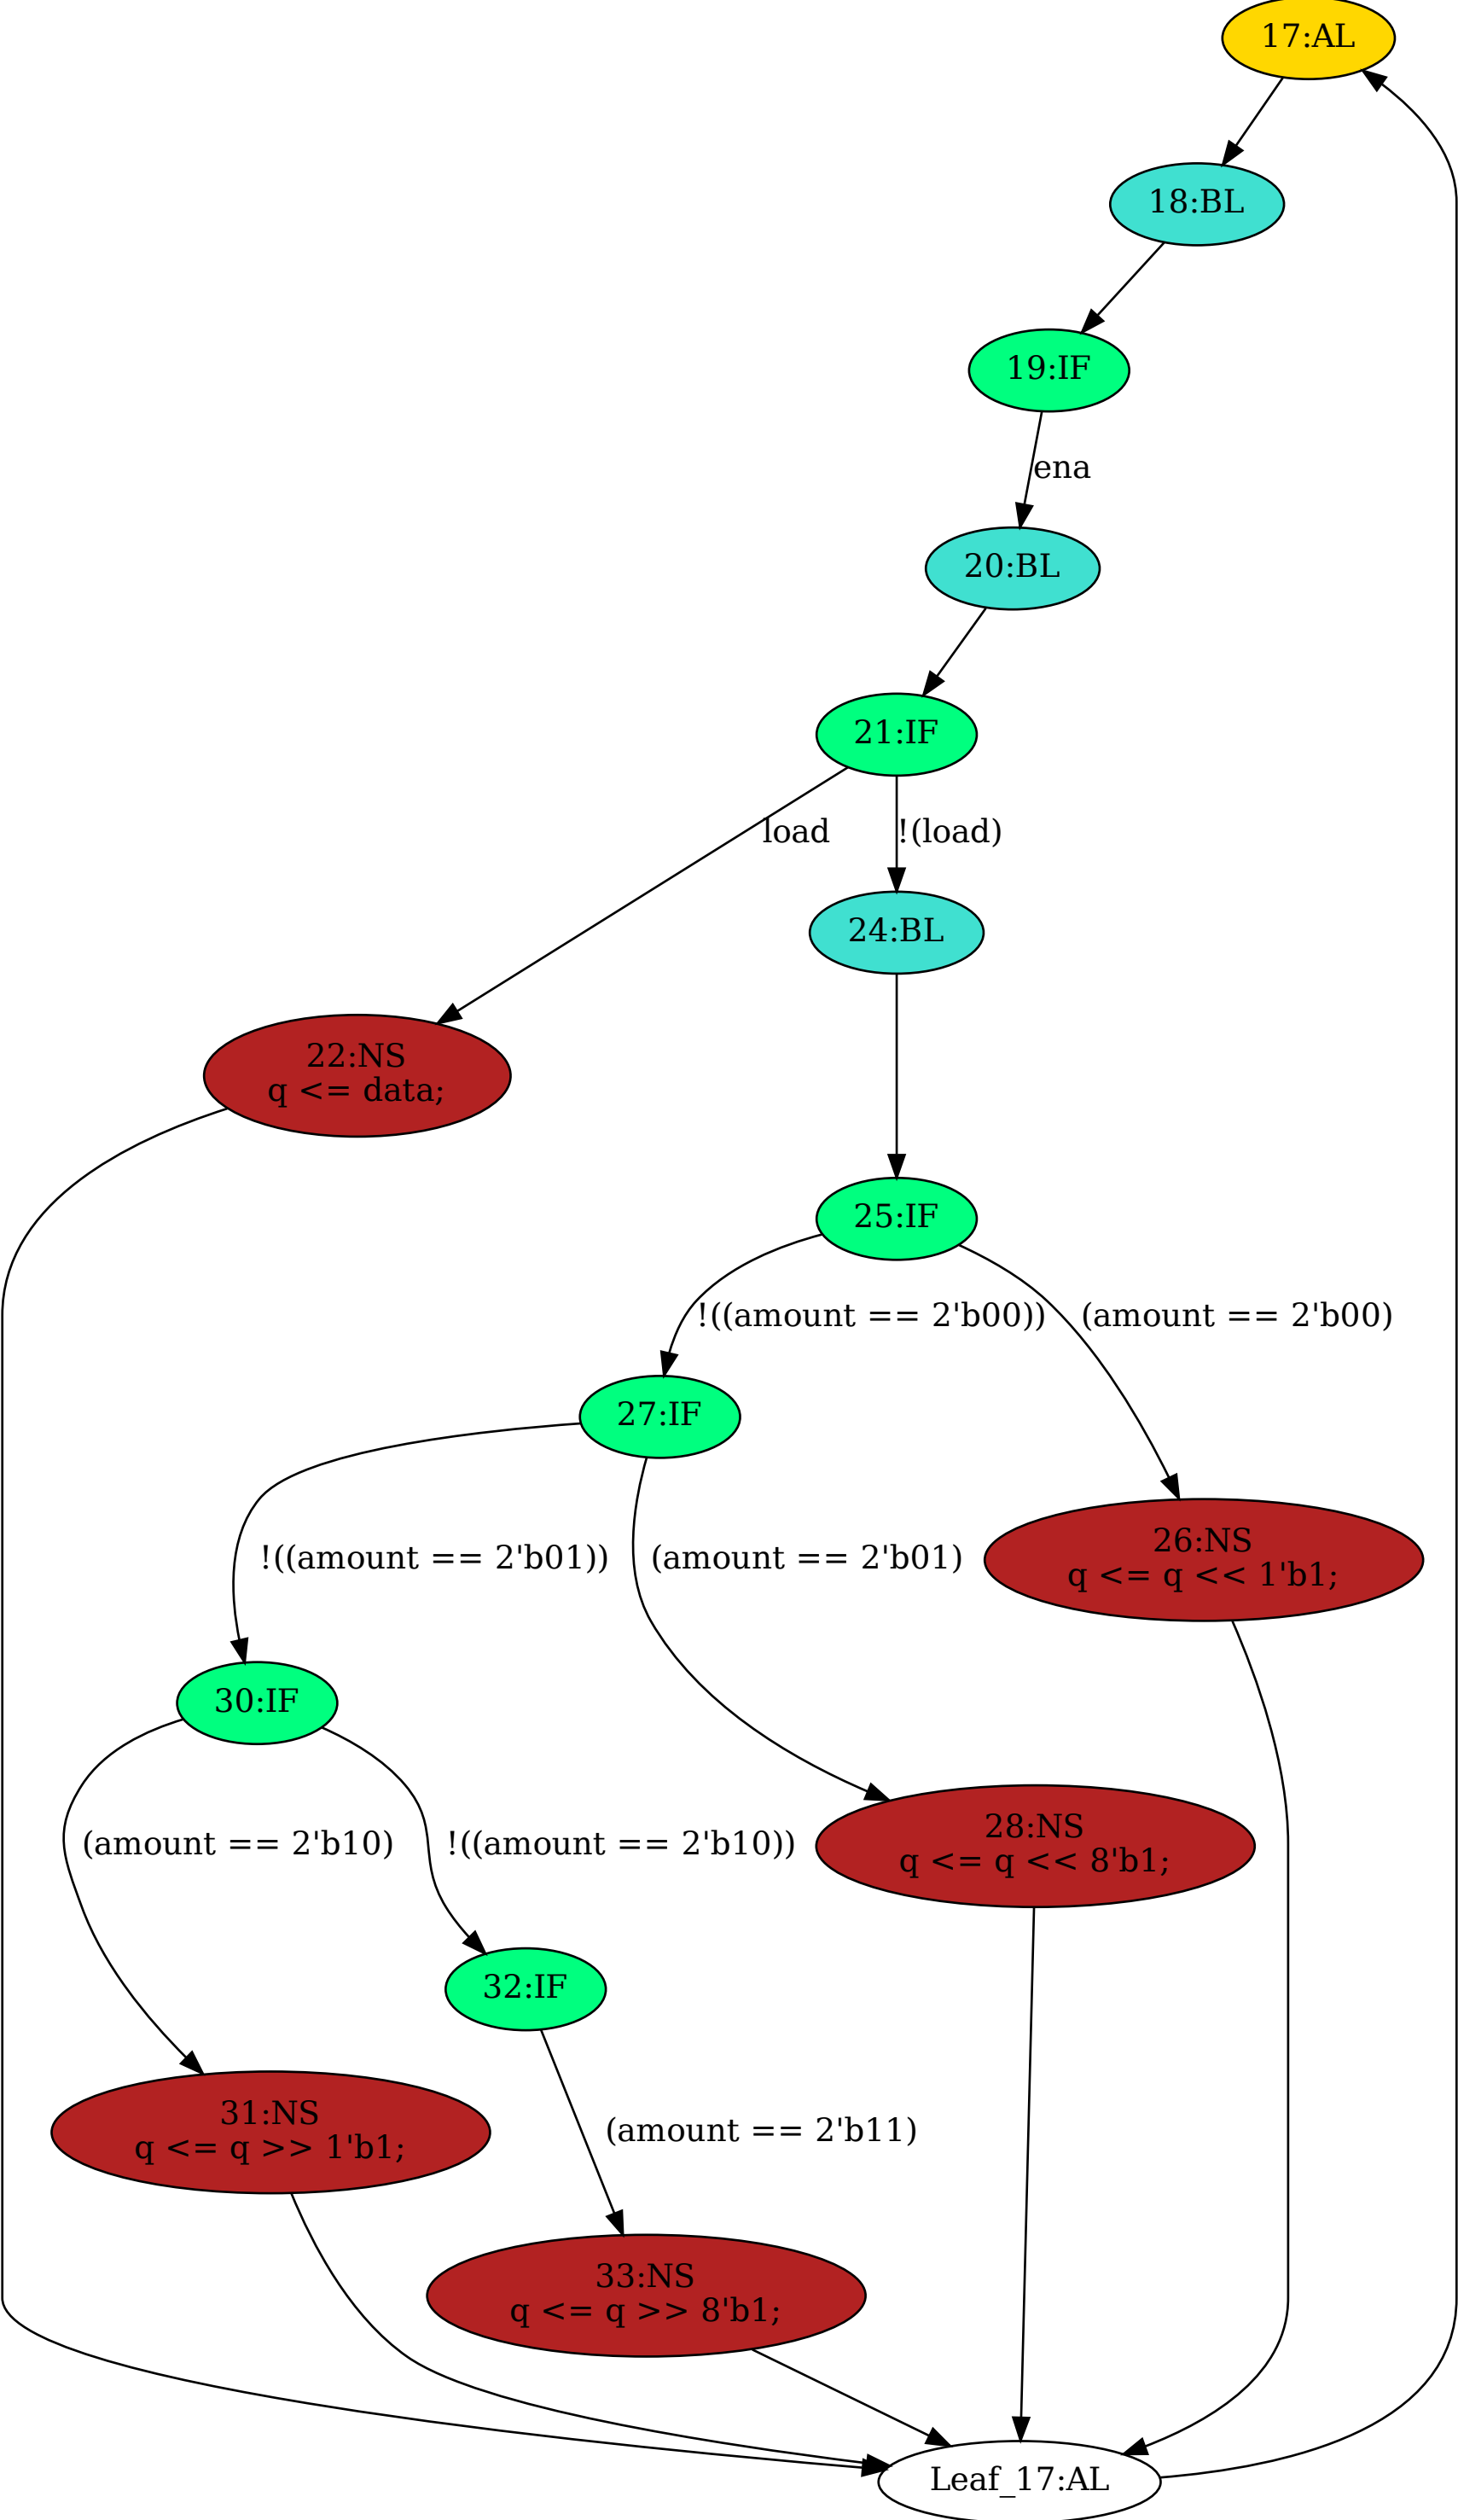 17:AL
18:BL
19:IF
ena
20:BL
21:IF
load
!(load)
24:BL
22:NS
q <= data;
25:IF
!((amount == 2'b00))
(amount == 2'b00)
27:IF
!((amount == 2'b01))
(amount == 2'b01)
26:NS
q <= q << 1'b1;
30:IF
(amount == 2'b10)
!((amount == 2'b10))
28:NS
q <= q << 8'b1;
32:IF
31:NS
q <= q >> 1'b1;
(amount == 2'b11)
33:NS
q <= q >> 8'b1;
Leaf_17:AL